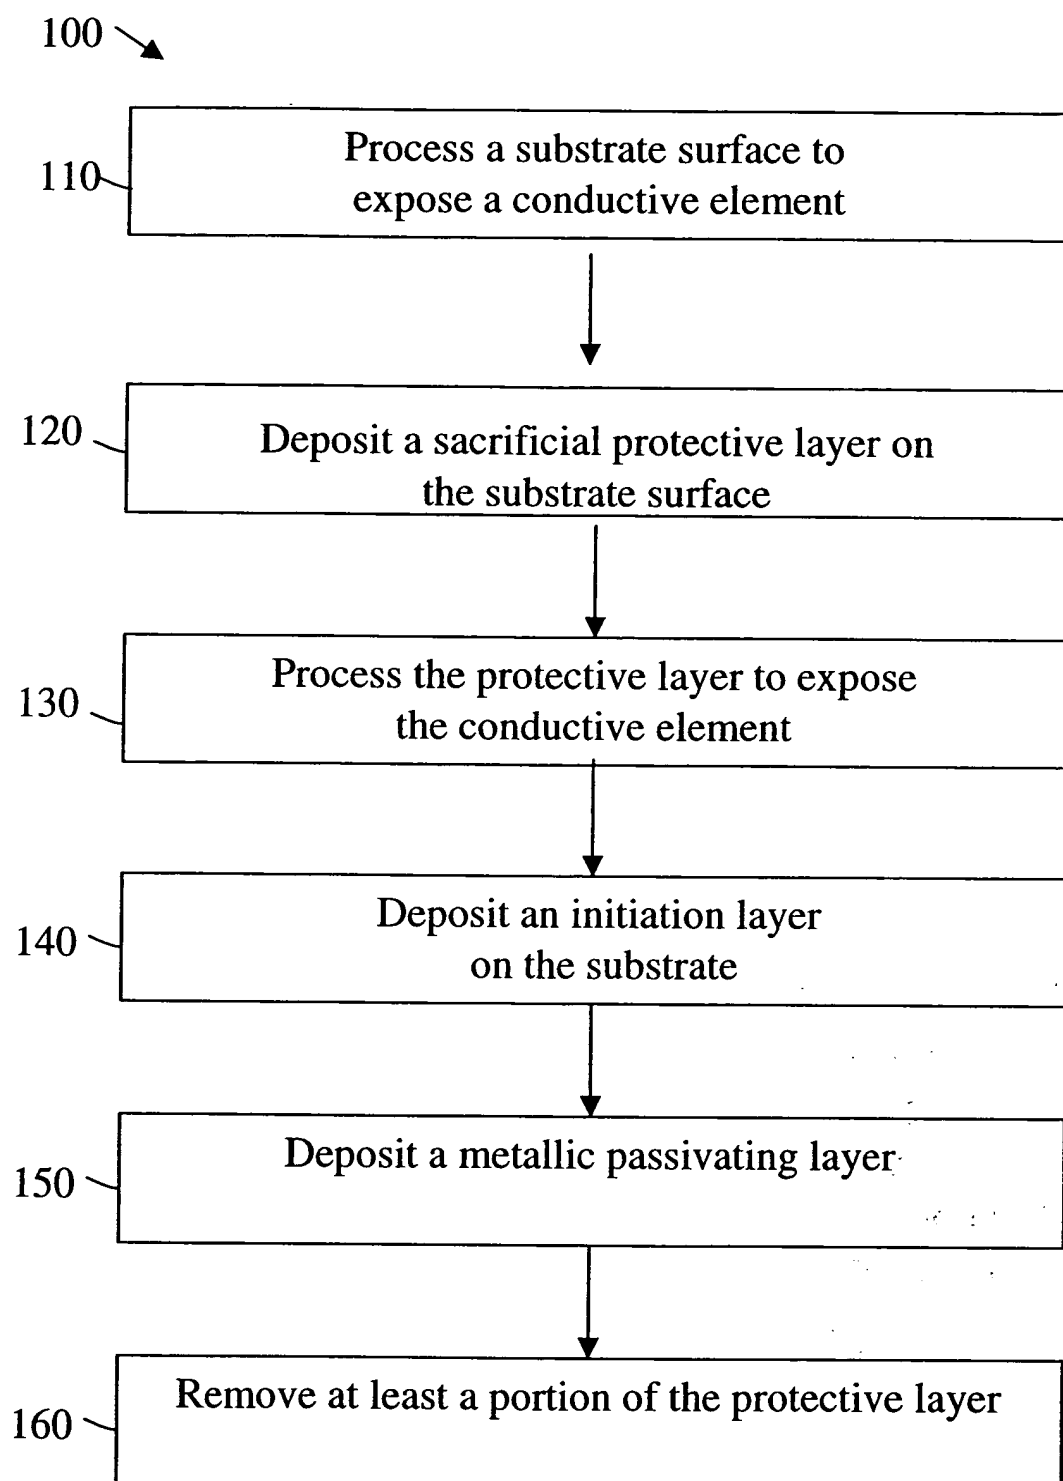 100
Process a substrate surface to
110
expose a conductive element
120
Deposit a sacrificial protective layer on
the substrate surface
Process the protective layer to expose
130
the conductive element
Deposit an initiation layer
140
on the substrate
Deposit a metallic passivating layer
150
Remove at least a portion of the protective layer
160